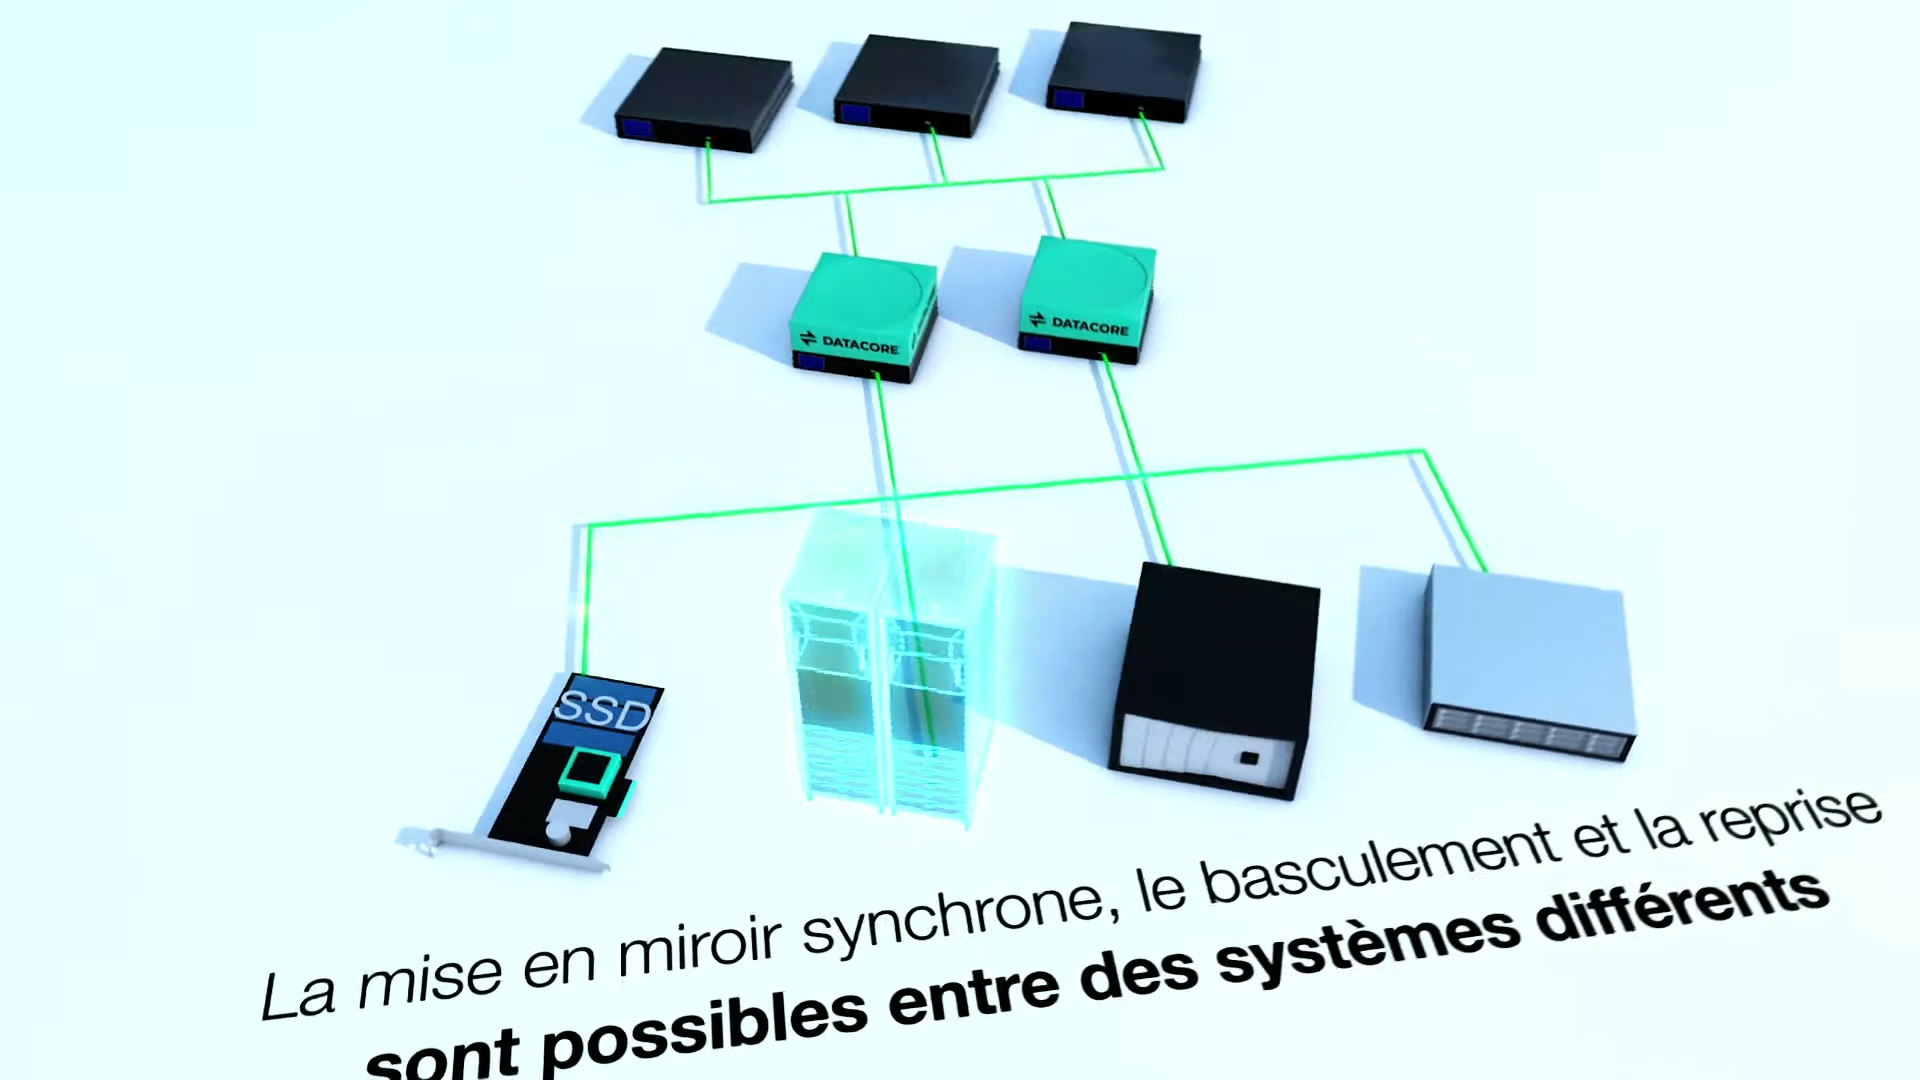 DATACORE
DATACORE
SSD
La mise en miroir synchrone, le basculement et la reprise
sont possibles entre des systèmes différents